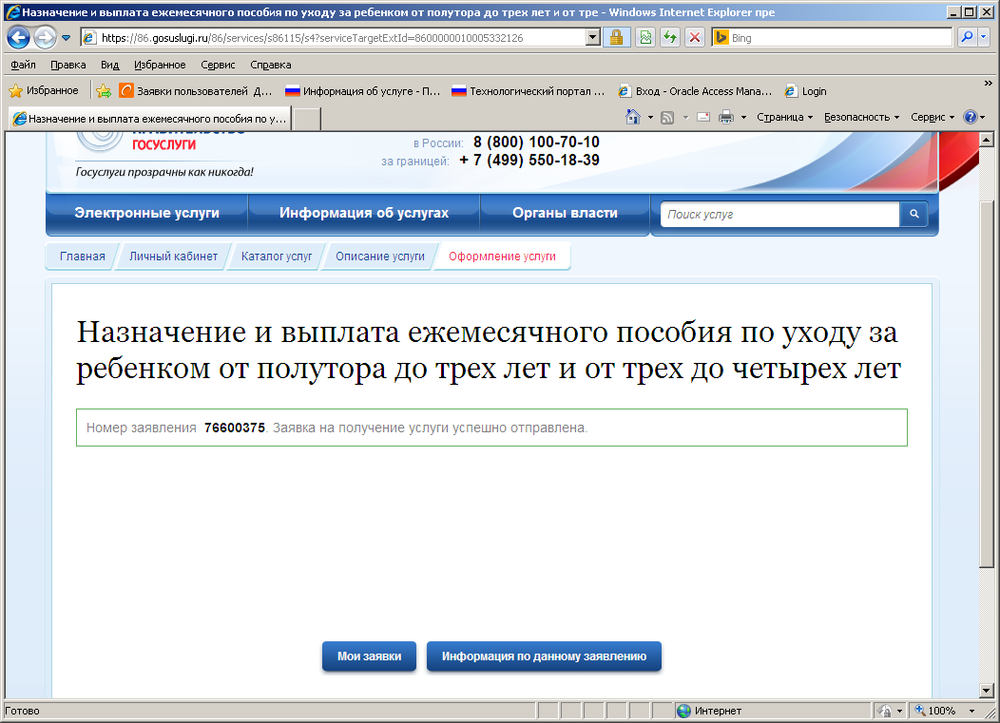 Назначение и выплата ежемесячного пособия по уходу за ребенком от полутора до трех лет и от тре - Windows Internet Explorer пре
https://86.gosuslugi.ru/86/services/s86115/s4?serviceTargetExtId=8600000010005332126
Bing
Файл Правка Вид Избранное Сервис Справка
Избранное Заявки пользователей Д... Информация об услуге - П... Технологический портал ... Вход - Oracle Access Mana... Login
Назначение и выплата ежемесячного пособия по у... Страница Безопасность Сервис
ГОСУСЛУГИ
Госуслуги прозрачны как никогда!
в России: 8 (800) 100-70-10
за границей: + 7 (499) 550-18-39
Электронные услуги Информация об услугах Органы власти Поиск услуг
Главная Личный кабинет Каталог услуг Описание услуги Оформление услуги
Назначение и выплата ежемесячного пособия по уходу за
ребенком от полутора до трех лет и от трех до четырех лет
Номер заявления 76600375. Заявка на получение услуги успешно отправлена.
Мои заявки Информация по данному заявлению
Готово Интернет 100%